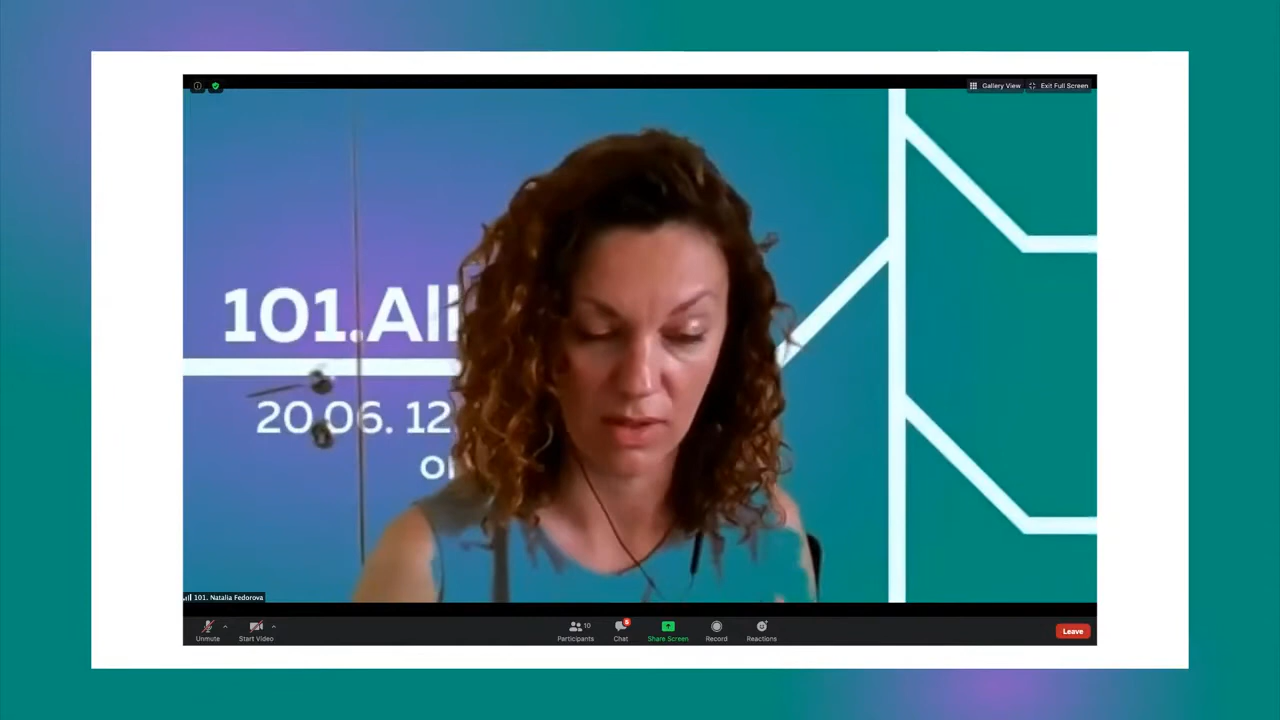 Gallery View Exit Full Screen
101.All
20.06. 12
101. Natalia Fedorova
Unmute
Start Video
Participants 10
Chat 8
Share Screen
Record
Reactions
Leave